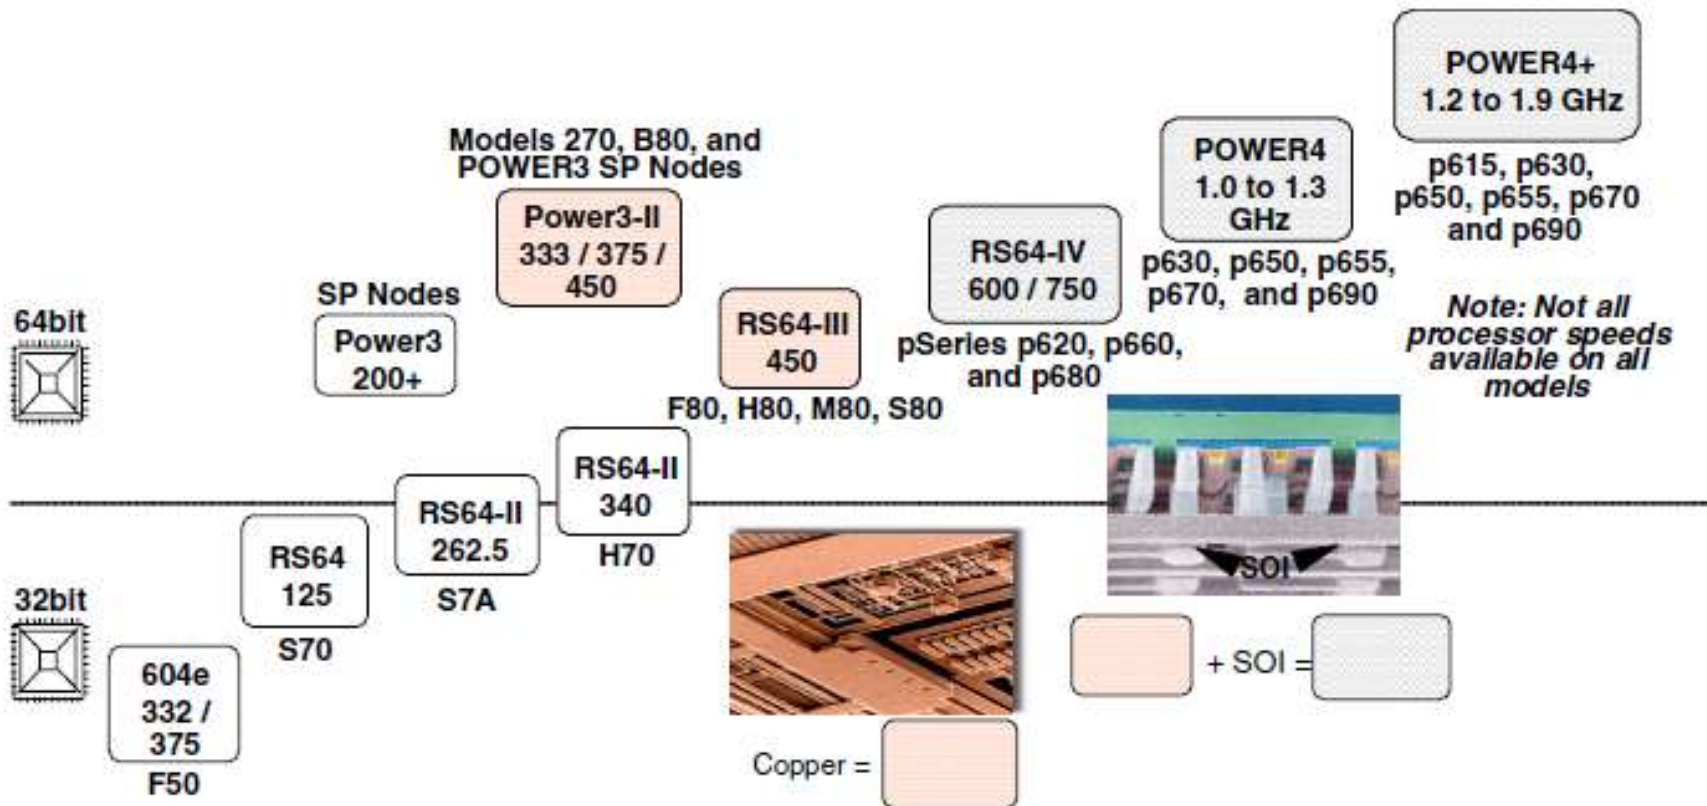 POWER4+
1.2 to 1.9 GHz
p615, p630,
p650, p655, p670
and p690
POWER4
1.0 to 1.3
GHz
p630, p650, p655,
p670, and p690
Models 270, B80, and
POWER3 SP Nodes
Power3-II
333 / 375 /
450
RS64-IV
600 / 750
pSeries p620, p660,
and p680
Note: Not all
processor speeds
available on all
models
SP Nodes
Power3
200+
64bit
RS64-III
450
F80, H80, M80, S80
RS64-II
340
H70
RS64-II
262.5
S7A
RS64
125
S70
32bit
604e
332 /
375
F50
SOI
+ SOI =
Copper =